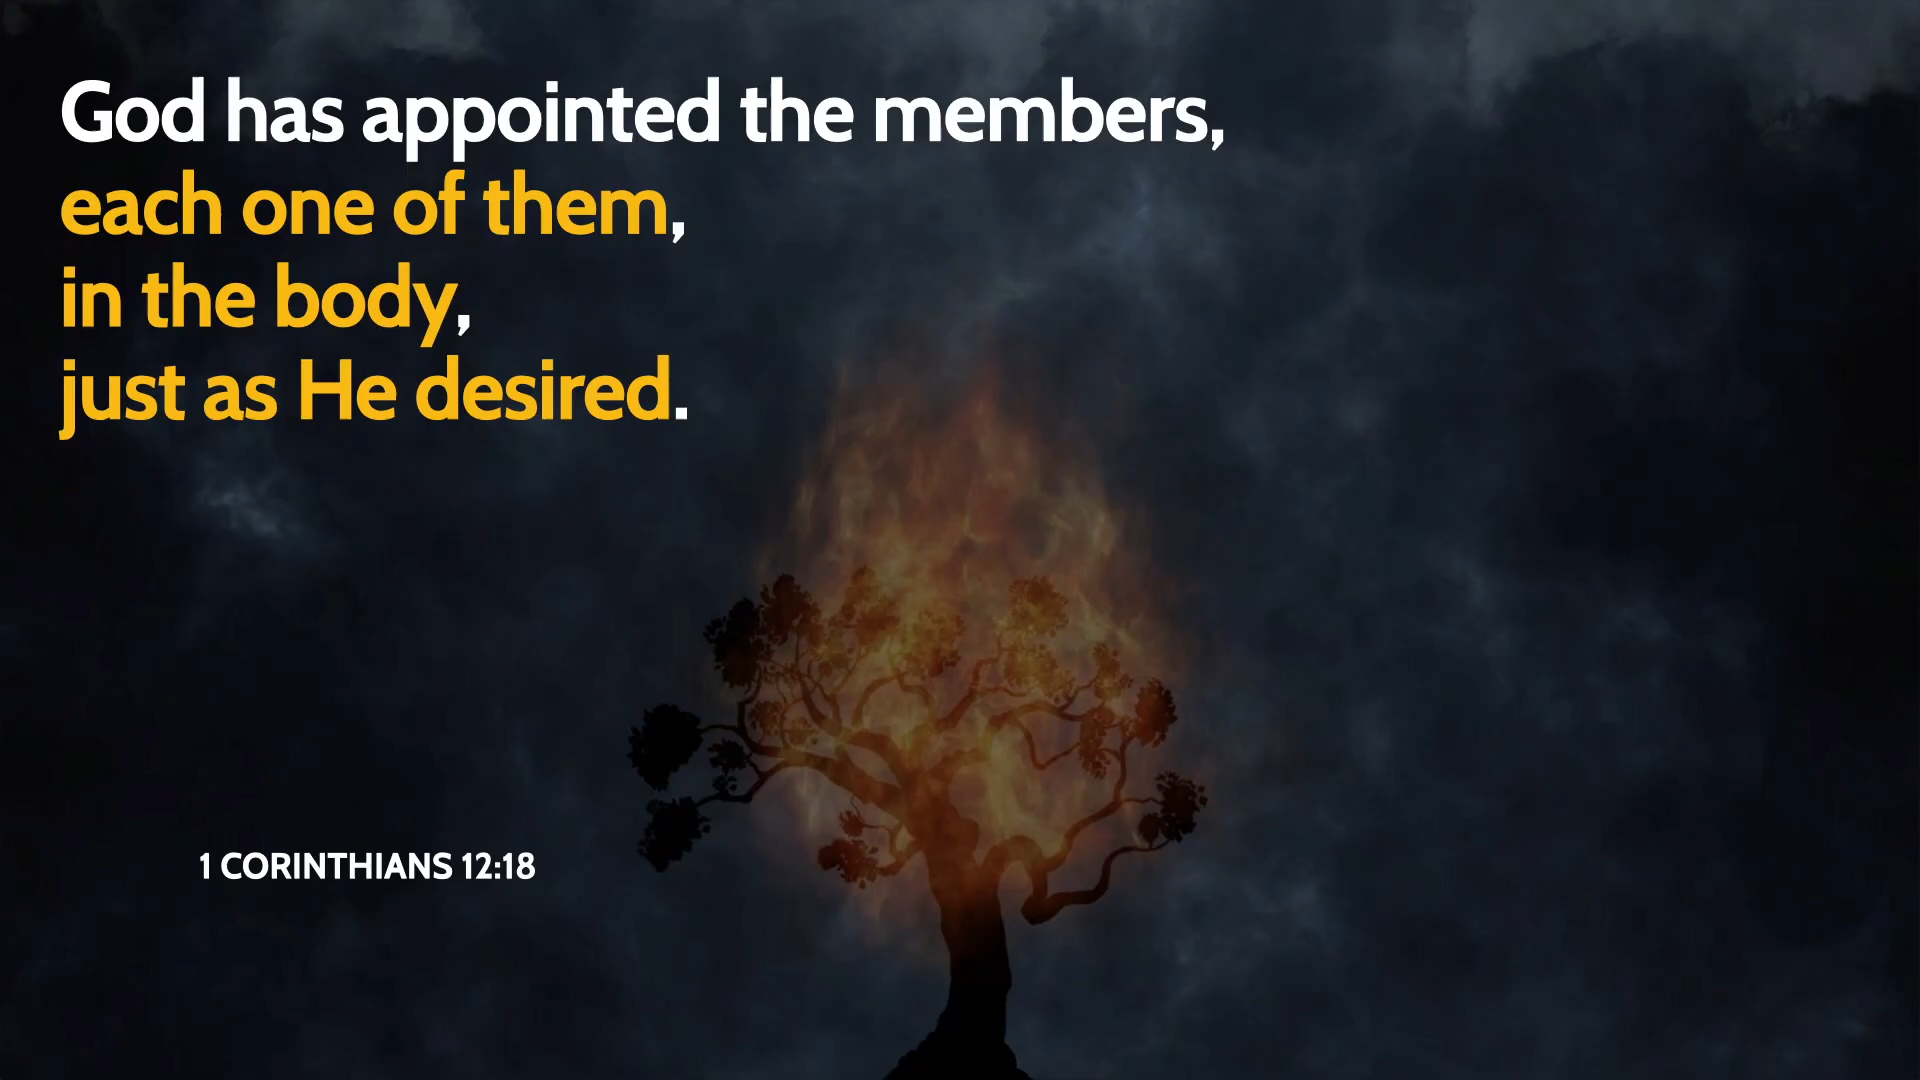 God has appointed the members,
each one of them,
in the body,
just as He desired.
1 CORINTHIANS 12:18